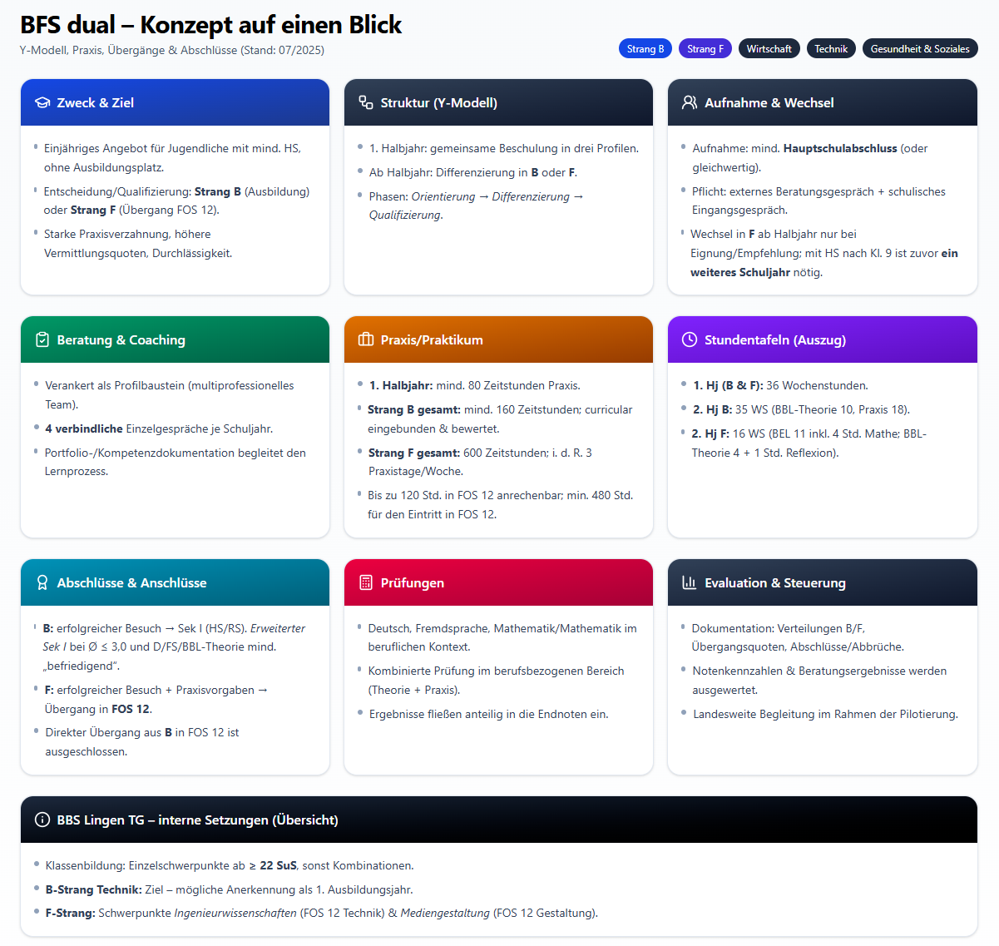 BFS dual – Konzept auf einen Blick
Y-Modell, Praxis, Übergänge & Abschlüsse (Stand: 07/2025)
Strang B
Strang F
Wirtschaft
Technik
Gesundheit & Soziales
Zweck & Ziel
Einjähriges Angebot für Jugendliche mit mind. HS,
ohne Ausbildungsplatz.
Entscheidung/Qualifizierung: Strang B (Ausbildung)
oder Strang F (Übergang FOS 12).
Starke Praxisverzahnung, höhere
Vermittlungsquoten, Durchlässigkeit.
Struktur (Y-Modell)
1. Halbjahr: gemeinsame Beschulung in drei Profilen.
Ab Halbjahr: Differenzierung in B oder F.
Phasen: Orientierung → Differenzierung →
Qualifizierung.
Aufnahme & Wechsel
Aufnahme: mind. Hauptschulabschluss (oder
gleichwertig).
Pflicht: externes Beratungsgespräch + schulisches
Eingangsgespräch.
Wechsel in F ab Halbjahr nur bei
Eignung/Empfehlung; mit HS nach Kl. 9 ist zuvor ein
weiteres Schuljahr nötig.
Beratung & Coaching
Verankert als Profilbaustein (multiprofessionelles
Team).
4 verbindliche Einzelgespräche je Schuljahr.
Portfolio-/Kompetenzdokumentation begleitet den
Lernprozess.
Praxis/Praktikum
1. Halbjahr: mind. 80 Zeitstunden Praxis.
Strang B gesamt: mind. 160 Zeitstunden; curricular
eingebunden & bewertet.
Strang F gesamt: 600 Zeitstunden; i. d. R. 3
Praxistage/Woche.
Bis zu 120 Std. in FOS 12 anrechenbar; min. 480 Std.
für den Eintritt in FOS 12.
Stundentafeln (Auszug)
1. Hj (B & F): 36 Wochenstunden.
2. Hj B: 35 WS (BBL-Theorie 10, Praxis 18).
2. Hj F: 16 WS (BEL 11 inkl. 4 Std. Mathe; BBL-
Theorie 4 + 1 Std. Reflexion).
Abschlüsse & Anschlüsse
B: erfolgreicher Besuch → Sek I (HS/RS). Erweiterter
Sek I bei Ø ≤ 3,0 und D/FS/BBL-Theorie mind.
„befriedigend“.
F: erfolgreicher Besuch + Praxisvorgaben →
Übergang in FOS 12.
Direkter Übergang aus B in FOS 12 ist
ausgeschlossen.
Prüfungen
Deutsch, Fremdsprache, Mathematik/Mathematik im
beruflichen Kontext.
Kombinierte Prüfung im berufsbezogenen Bereich
(Theorie + Praxis).
Ergebnisse fließen anteilig in die Endnoten ein.
Evaluation & Steuerung
Dokumentation: Verteilungen B/F,
Übergangsquoten, Abschlüsse/Abbrüche.
Notenkennzahlen & Beratungsergebnisse werden
ausgewertet.
Landesweite Begleitung im Rahmen der Pilotierung.
BBS Lingen TG – interne Setzungen (Übersicht)
Klassenbildung: Einzelschwerpunkte ab ≥ 22 SuS, sonst Kombinationen.
B-Strang Technik: Ziel – mögliche Anerkennung als 1. Ausbildungsjahr.
F-Strang: Schwerpunkte Ingenieurwissenschaften (FOS 12 Technik) & Mediengestaltung (FOS 12 Gestaltung).